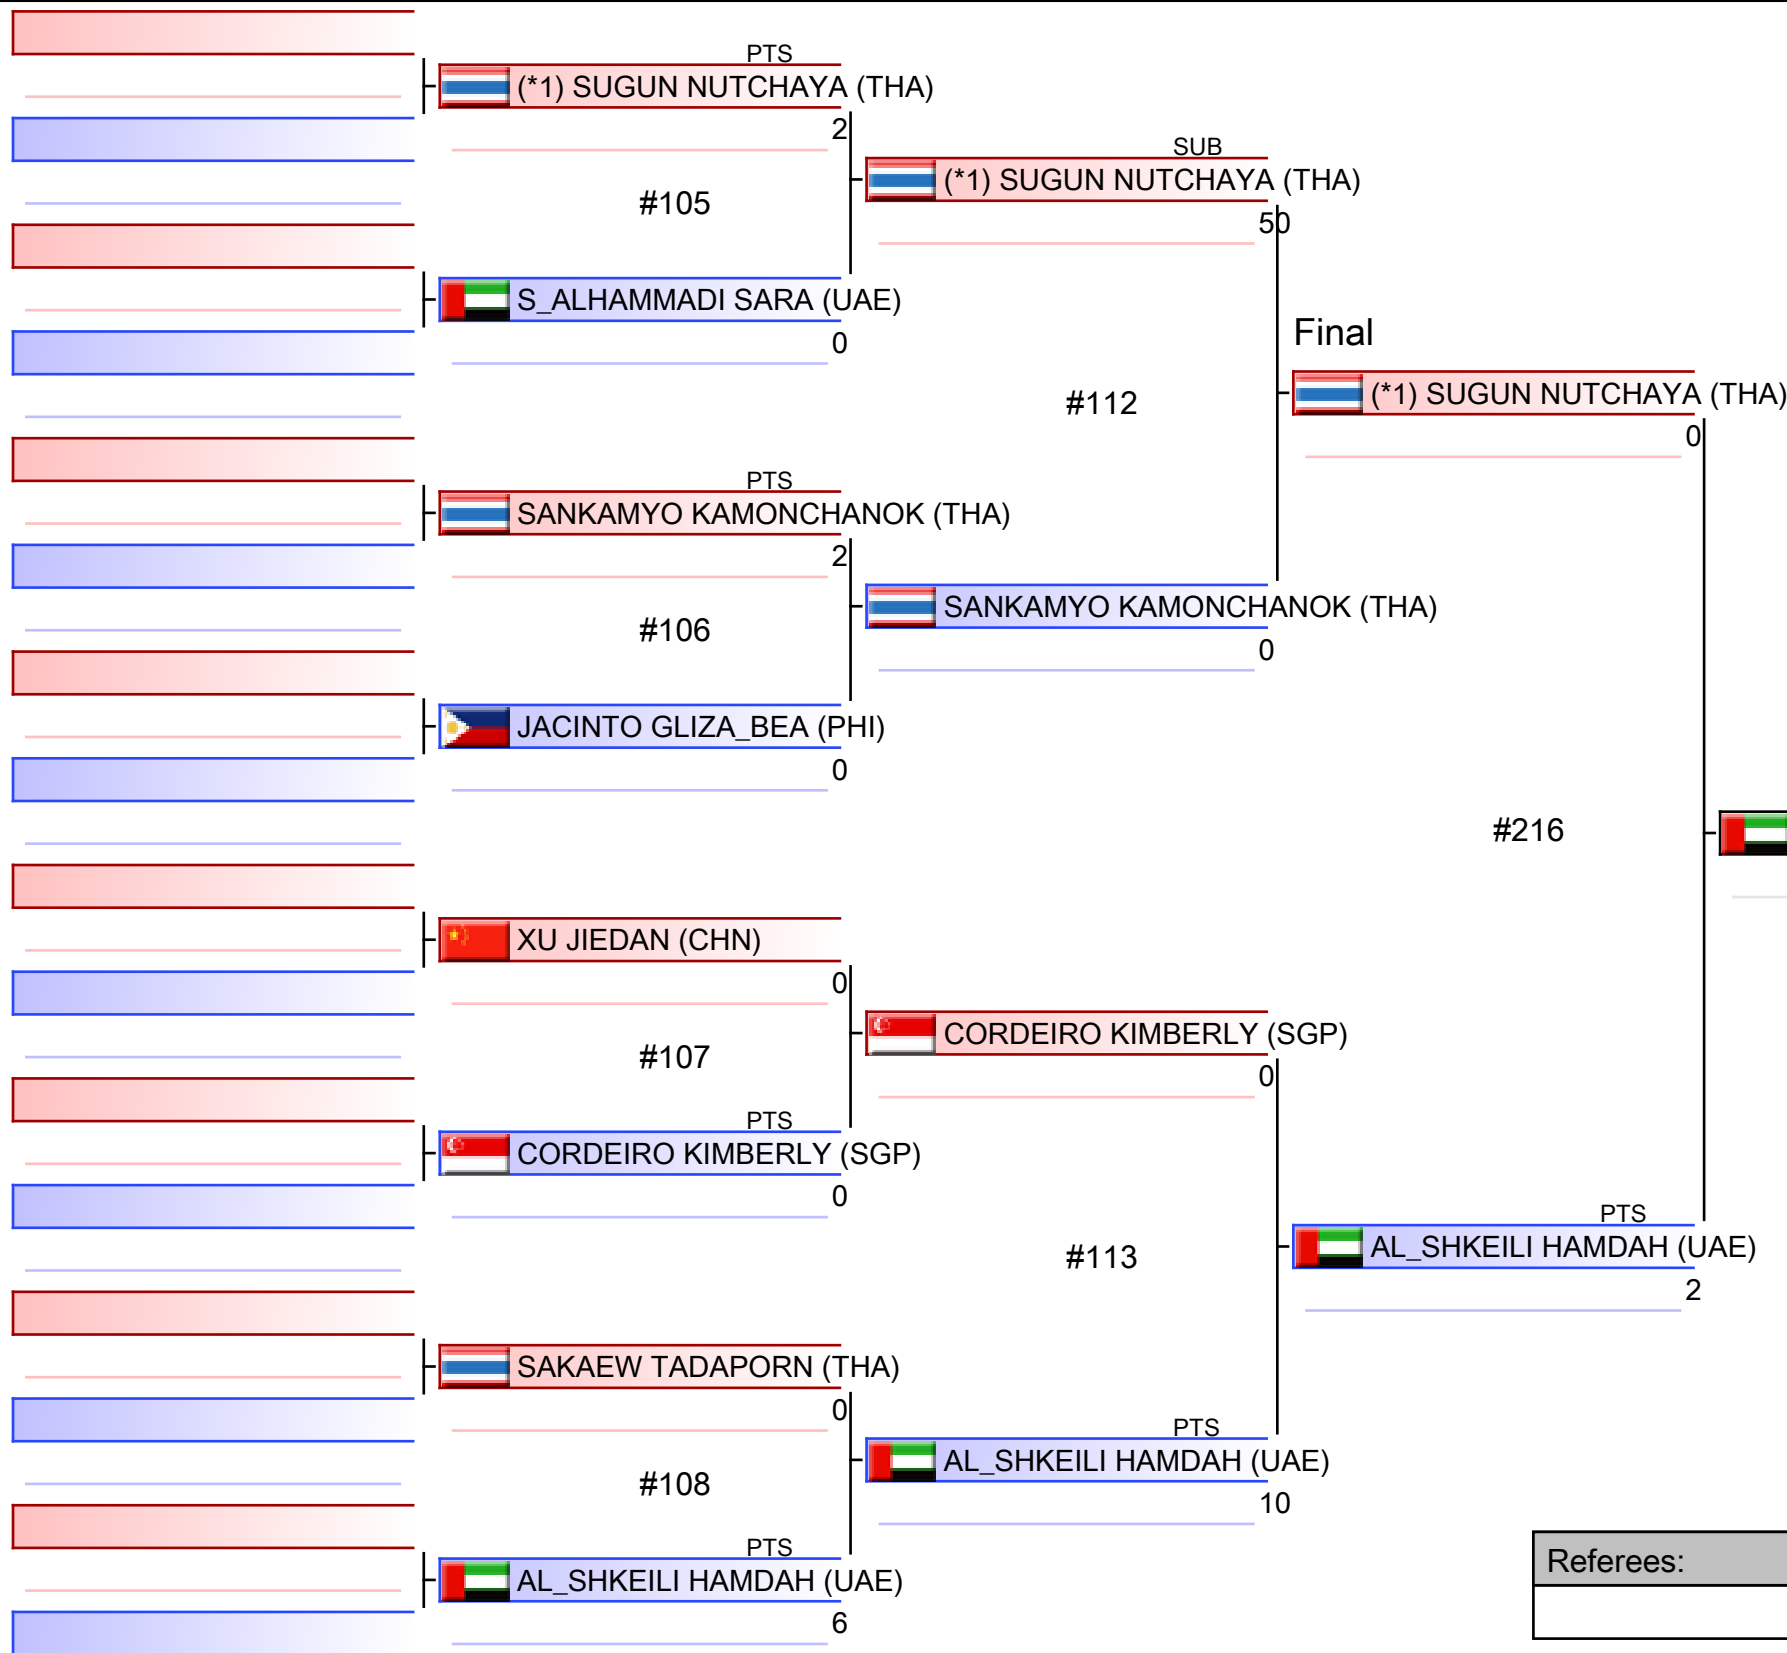 PTS
(*1) SUGUN NUTCHAYA (THA)
2
#105
S_ALHAMMADI SARA (UAE)
0
PTS
SANKAMYO KAMONCHANOK (THA)
2
#106
JACINTO GLIZA_BEA (PHI)
0
XU JIEDAN (CHN)
0
#107
PTS
CORDEIRO KIMBERLY (SGP)
0
SAKAEW TADAPORN (THA)
0
#108
PTS
AL_SHKEILI HAMDAH (UAE)
6
SUB
(*1) SUGUN NUTCHAYA (THA)
50
#112
SANKAMYO KAMONCHANOK (THA)
0
CORDEIRO KIMBERLY (SGP)
0
#113
PTS
AL_SHKEILI HAMDAH (UAE)
10
Final
(*1) SUGUN NUTCHAYA (THA)
0
#216
PTS
AL_SHKEILI HAMDAH (UAE)
2
Referees: